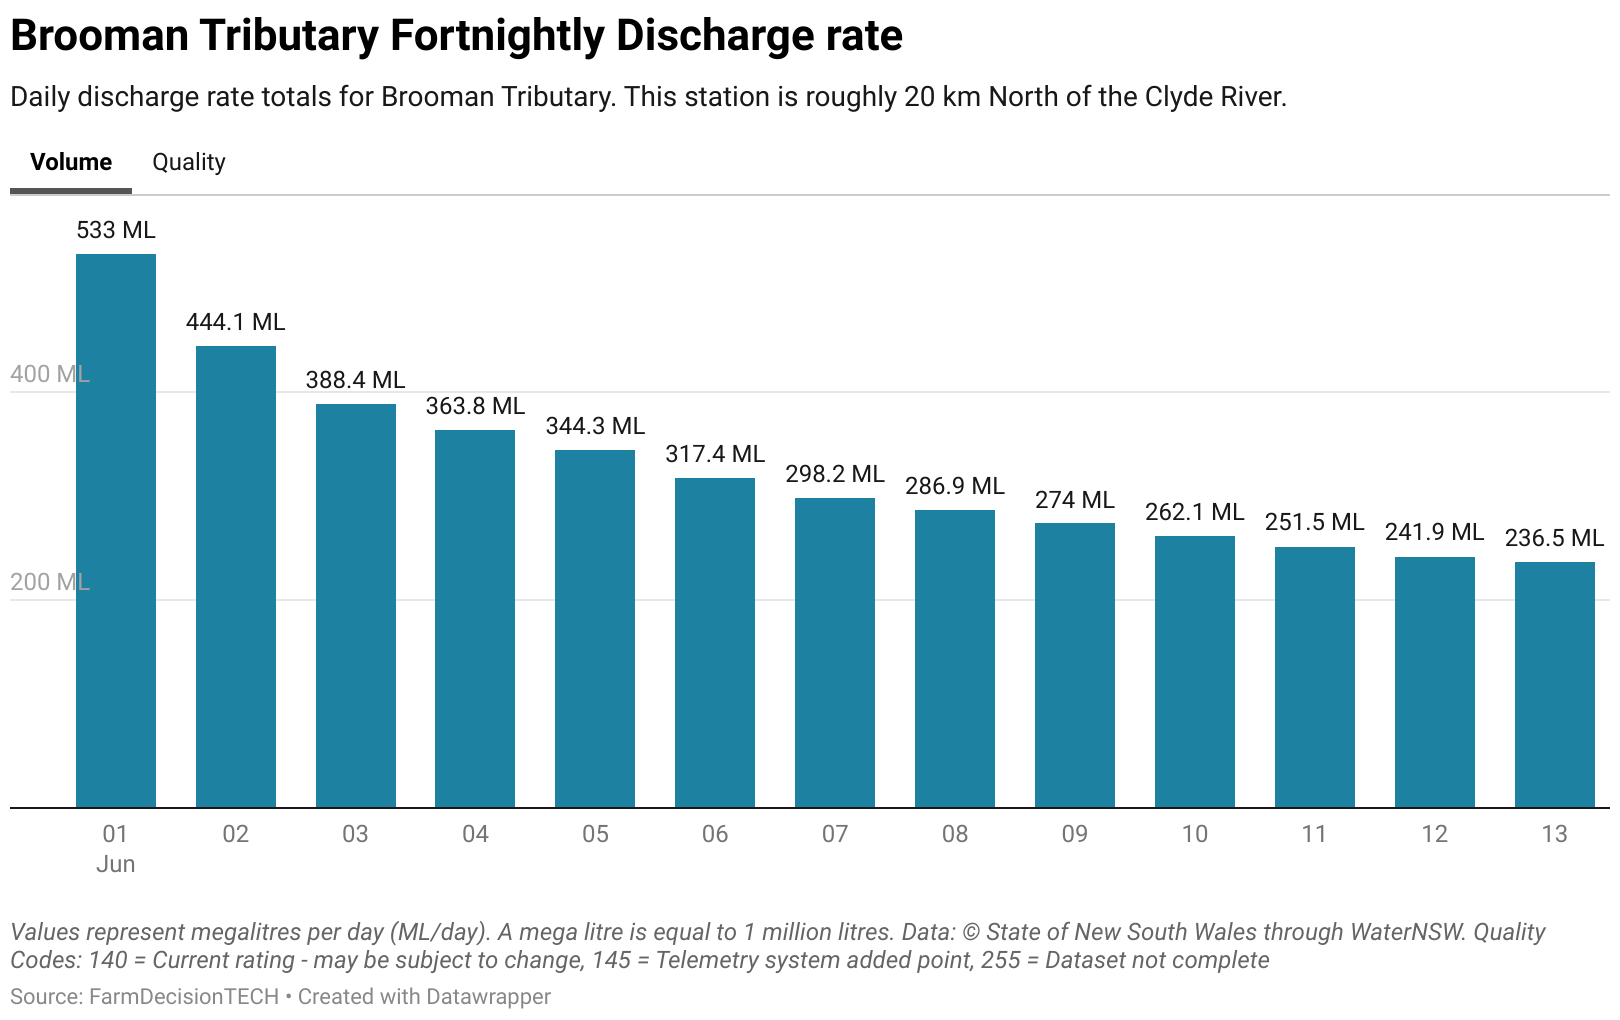 Brooman Tributary Fortnightly Discharge rate
Daily discharge rate totals for Brooman Tributary. This station is roughly 20 km North of the Clyde River.
Volume Quality
533 ML
444.1 ML
400 ML
388.4 ML
363.8 ML
344.3 ML
317.4 ML
298.2 ML
286.9 ML
274 ML
262.1 ML
251.5 ML
241.9 ML
236.5 ML
200 ML
01 02 03 04 05 06 07 08 09 10 11 12 13
Jun
Values represent megalitres per day (ML/day). A mega litre is equal to 1 million litres. Data: © State of New South Wales through WaterNSW. Quality
Codes: 140 = Current rating - may be subject to change, 145 = Telemetry system added point, 255 = Dataset not complete
Source: FarmDecisionTECH • Created with Datawrapper